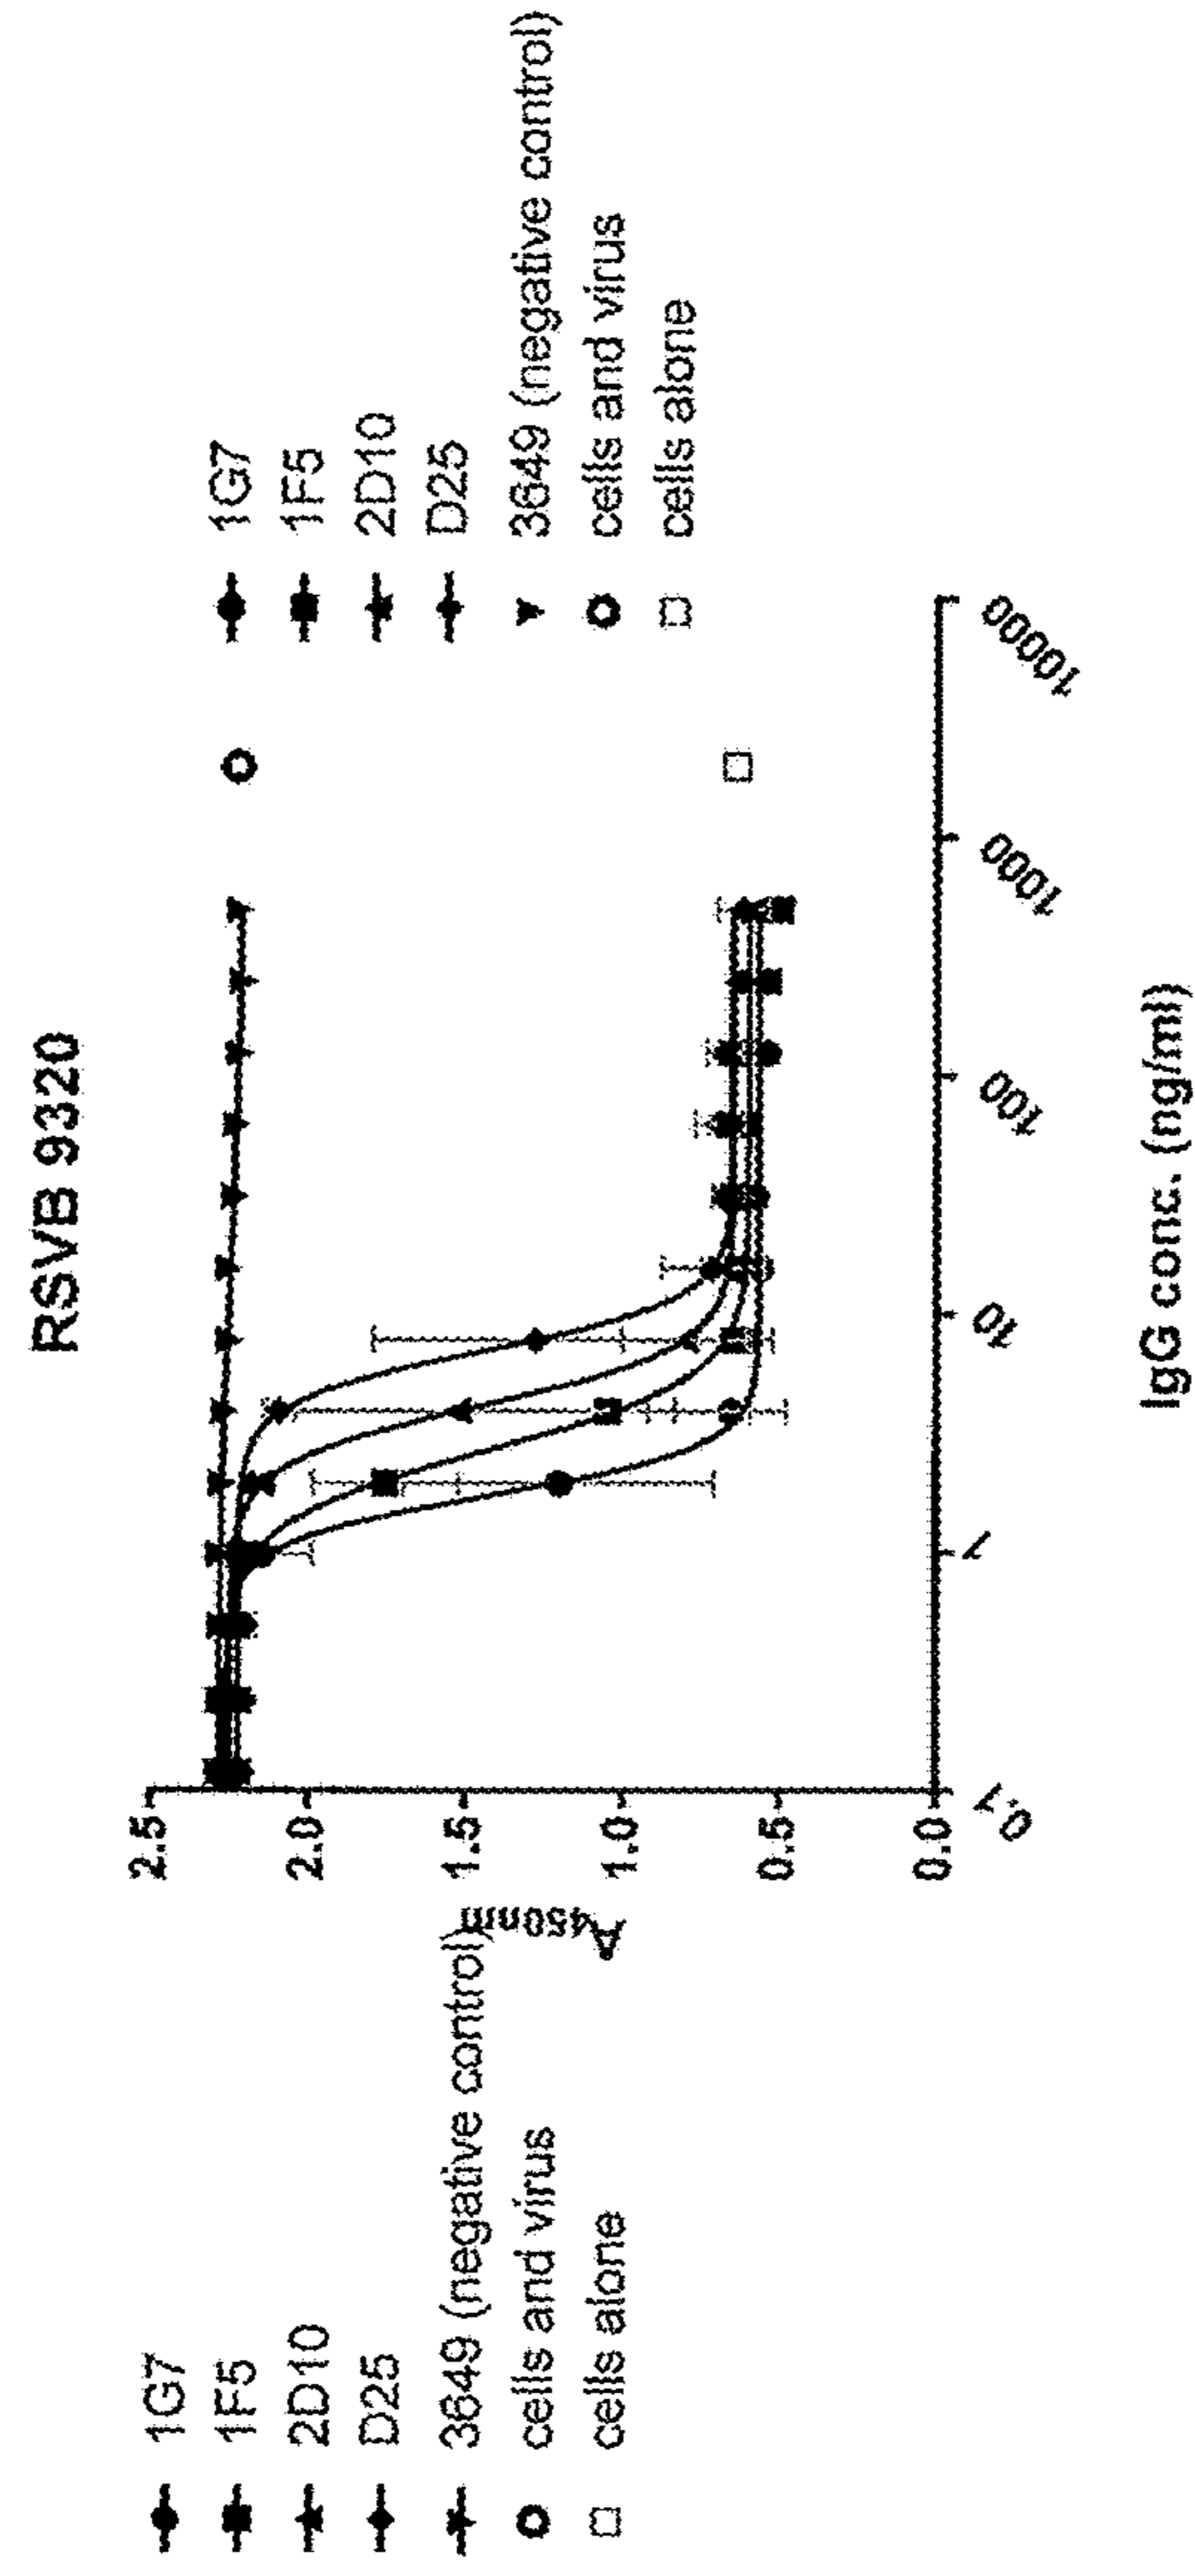 RSVB 9320
1G7
1F5
2D10
D25
3649 (negative control)
cells and virus
cells alone
A450nm
2.5
2.0
1.5
1.0
0.5
0.0
0.1
1
10
100
1000
10000
IgG conc. (ng/ml)
1G7
1F5
2D10
D25
3649 (negative control)
cells and virus
cells alone